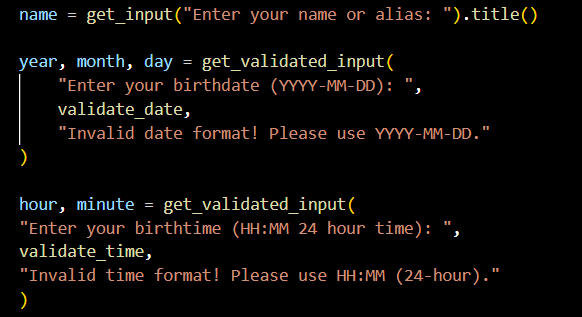 name = get_input("Enter your name or alias: ").title()
year, month, day = get_validated_input(
    "Enter your birthdate (YYYY-MM-DD): ",
    validate_date,
    "Invalid date format! Please use YYYY-MM-DD."
)
hour, minute = get_validated_input(
"Enter your birthtime (HH:MM 24 hour time): ",
validate_time,
"Invalid time format! Please use HH:MM (24-hour)."
)